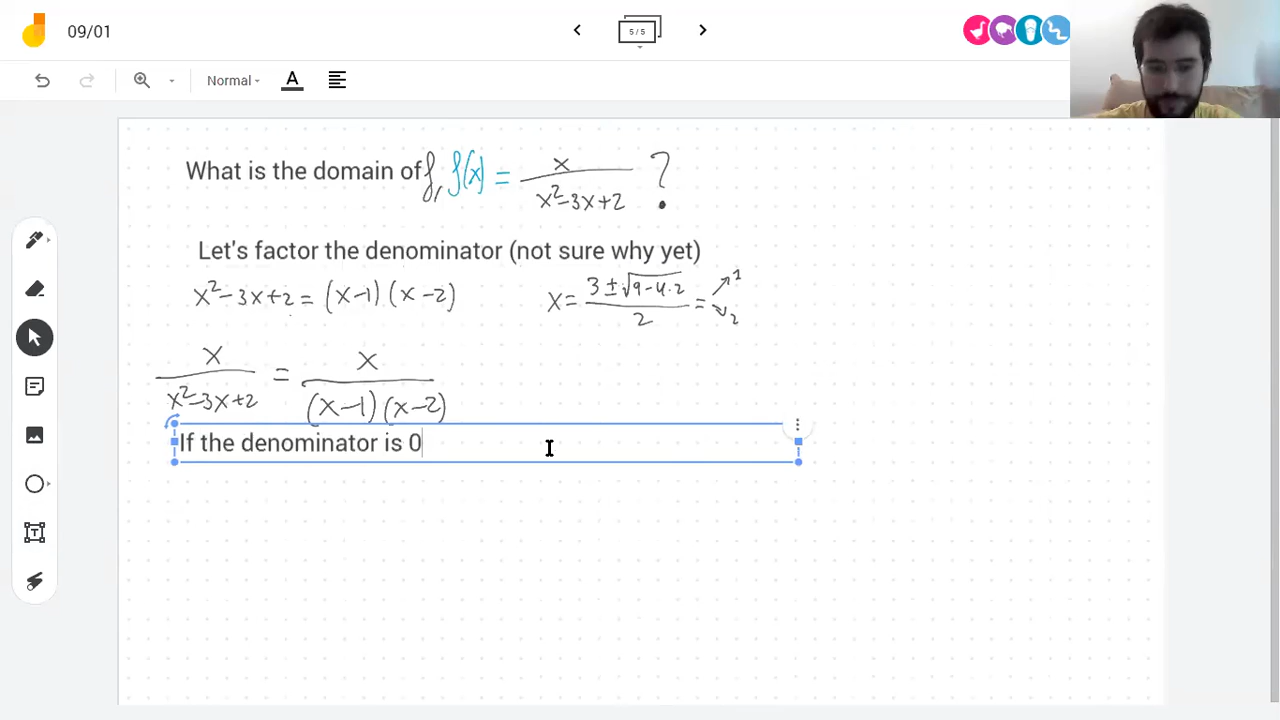 09/01
5 / 5
Normal
A
What is the domain of f, f(x) = x / (x²-3x+2) ?
Let's factor the denominator (not sure why yet)
x²-3x+2 = (x-1)(x-2)
x = (3 ± √(9-4·2)) / 2 = ↗ 1 ↘ 2
x / (x²-3x+2) = x / ((x-1)(x-2))
If the denominator is 0
T